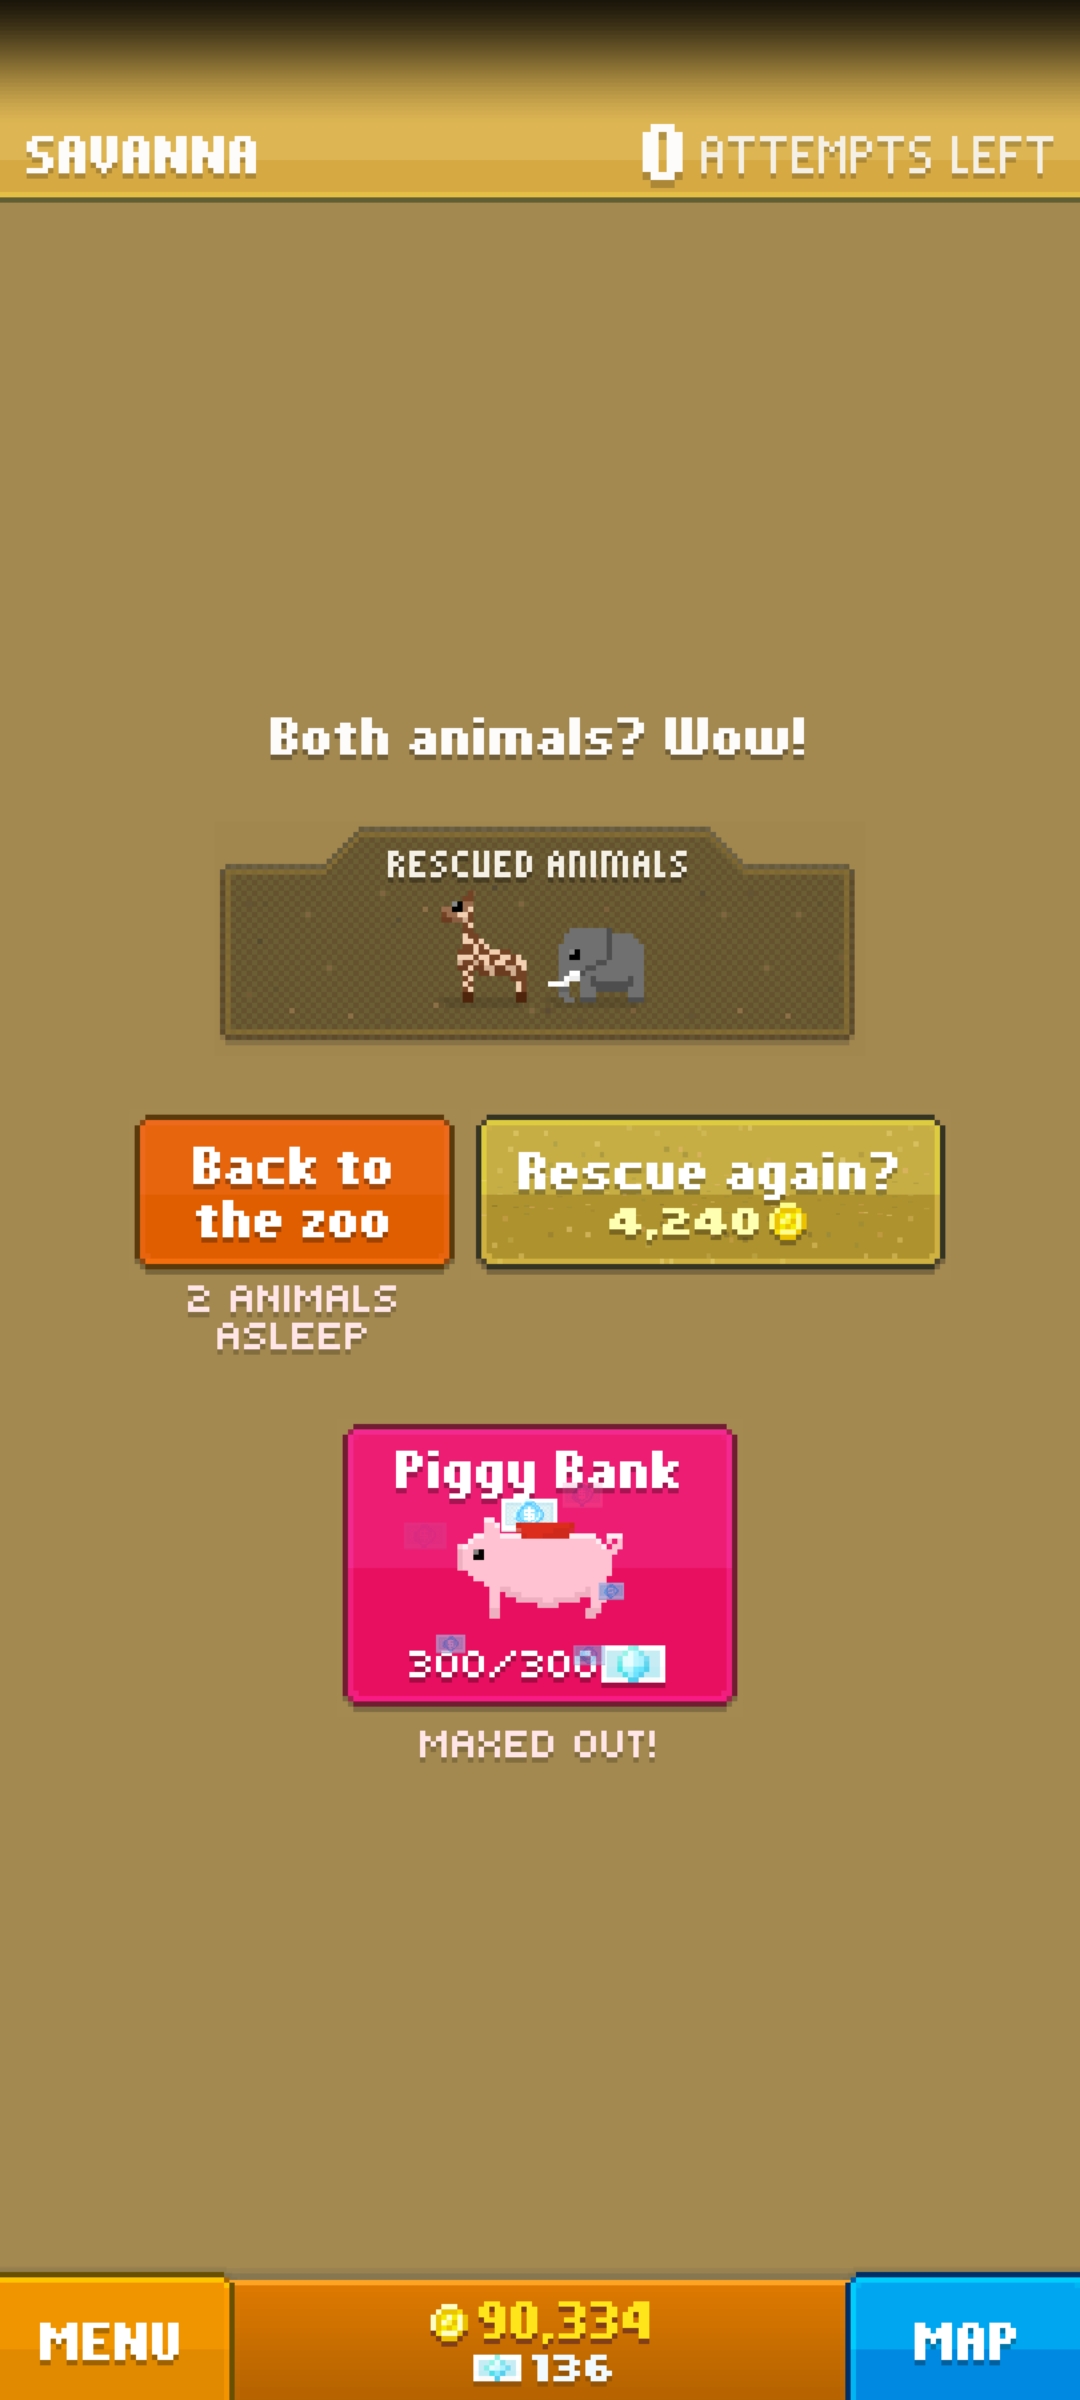 SAVANNA
0 ATTEMPTS LEFT
Both animals? Wow!
RESCUED ANIMALS
Back to
the zoo
Rescue again?
4,240
2 ANIMALS
ASLEEP
Piggy Bank
300/300
MAXED OUT!
MENU
90,334
136
MAP